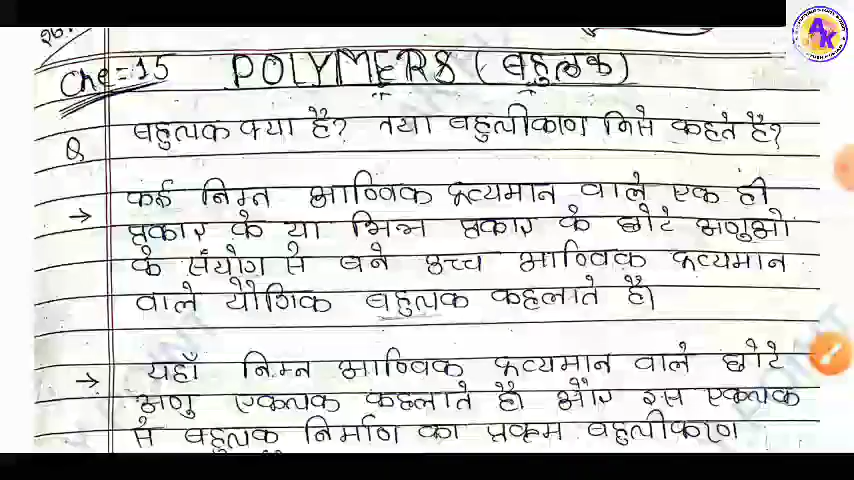 Che = 15 POLYMERS (बहुलक)
Q बहुलक क्या है? तथा बहुलीकरण किसे कहते है?
→ कई निम्न आण्विक द्रव्यमान वाले एक ही
प्रकार के या भिन्न प्रकार के छोटे अणुओ
के संयोग से बने उच्च आण्विक द्रव्यमान
वाले यौगिक बहुलक कहलाते है।
→ यहाँ निम्न आण्विक द्रव्यमान वाले छोटे
अणु एकलक कहलाते है। और इस एकलक
से बहुलक निर्माण का प्रक्रम बहुलीकरण
AK